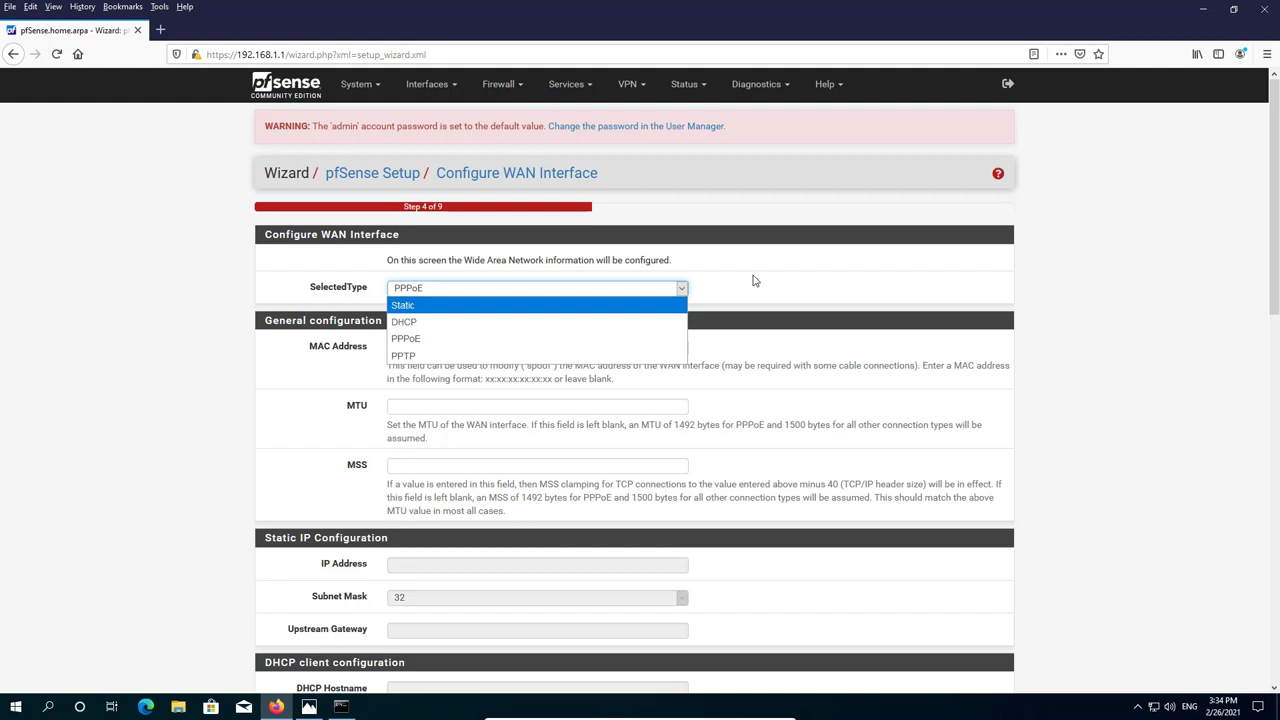 File Edit View History Bookmarks Tools Help
pfSense.home.arpa - Wizard: pf
https://192.168.1.1/wizard.php?xml=setup_wizard.xml
pfsense
COMMUNITY EDITION
System Interfaces Firewall Services VPN Status Diagnostics Help
WARNING: The 'admin' account password is set to the default value. Change the password in the User Manager.
Wizard / pfSense Setup / Configure WAN Interface
Step 4 of 9
Configure WAN Interface
On this screen the Wide Area Network information will be configured.
SelectedType PPPoE
Static
DHCP
PPPoE
PPTP
General configuration
MAC Address
This field can be used to modify ("spoof") the MAC address of the WAN interface (may be required with some cable connections). Enter a MAC address
in the following format: xx:xx:xx:xx:xx:xx or leave blank.
MTU
Set the MTU of the WAN interface. If this field is left blank, an MTU of 1492 bytes for PPPoE and 1500 bytes for all other connection types will be
assumed.
MSS
If a value is entered in this field, then MSS clamping for TCP connections to the value entered above minus 40 (TCP/IP header size) will be in effect. If
this field is left blank, an MSS of 1492 bytes for PPPoE and 1500 bytes for all other connection types will be assumed. This should match the above
MTU value in most all cases.
Static IP Configuration
IP Address
Subnet Mask 32
Upstream Gateway
DHCP client configuration
DHCP Hostname
ENG
3:34 PM
2/26/2021